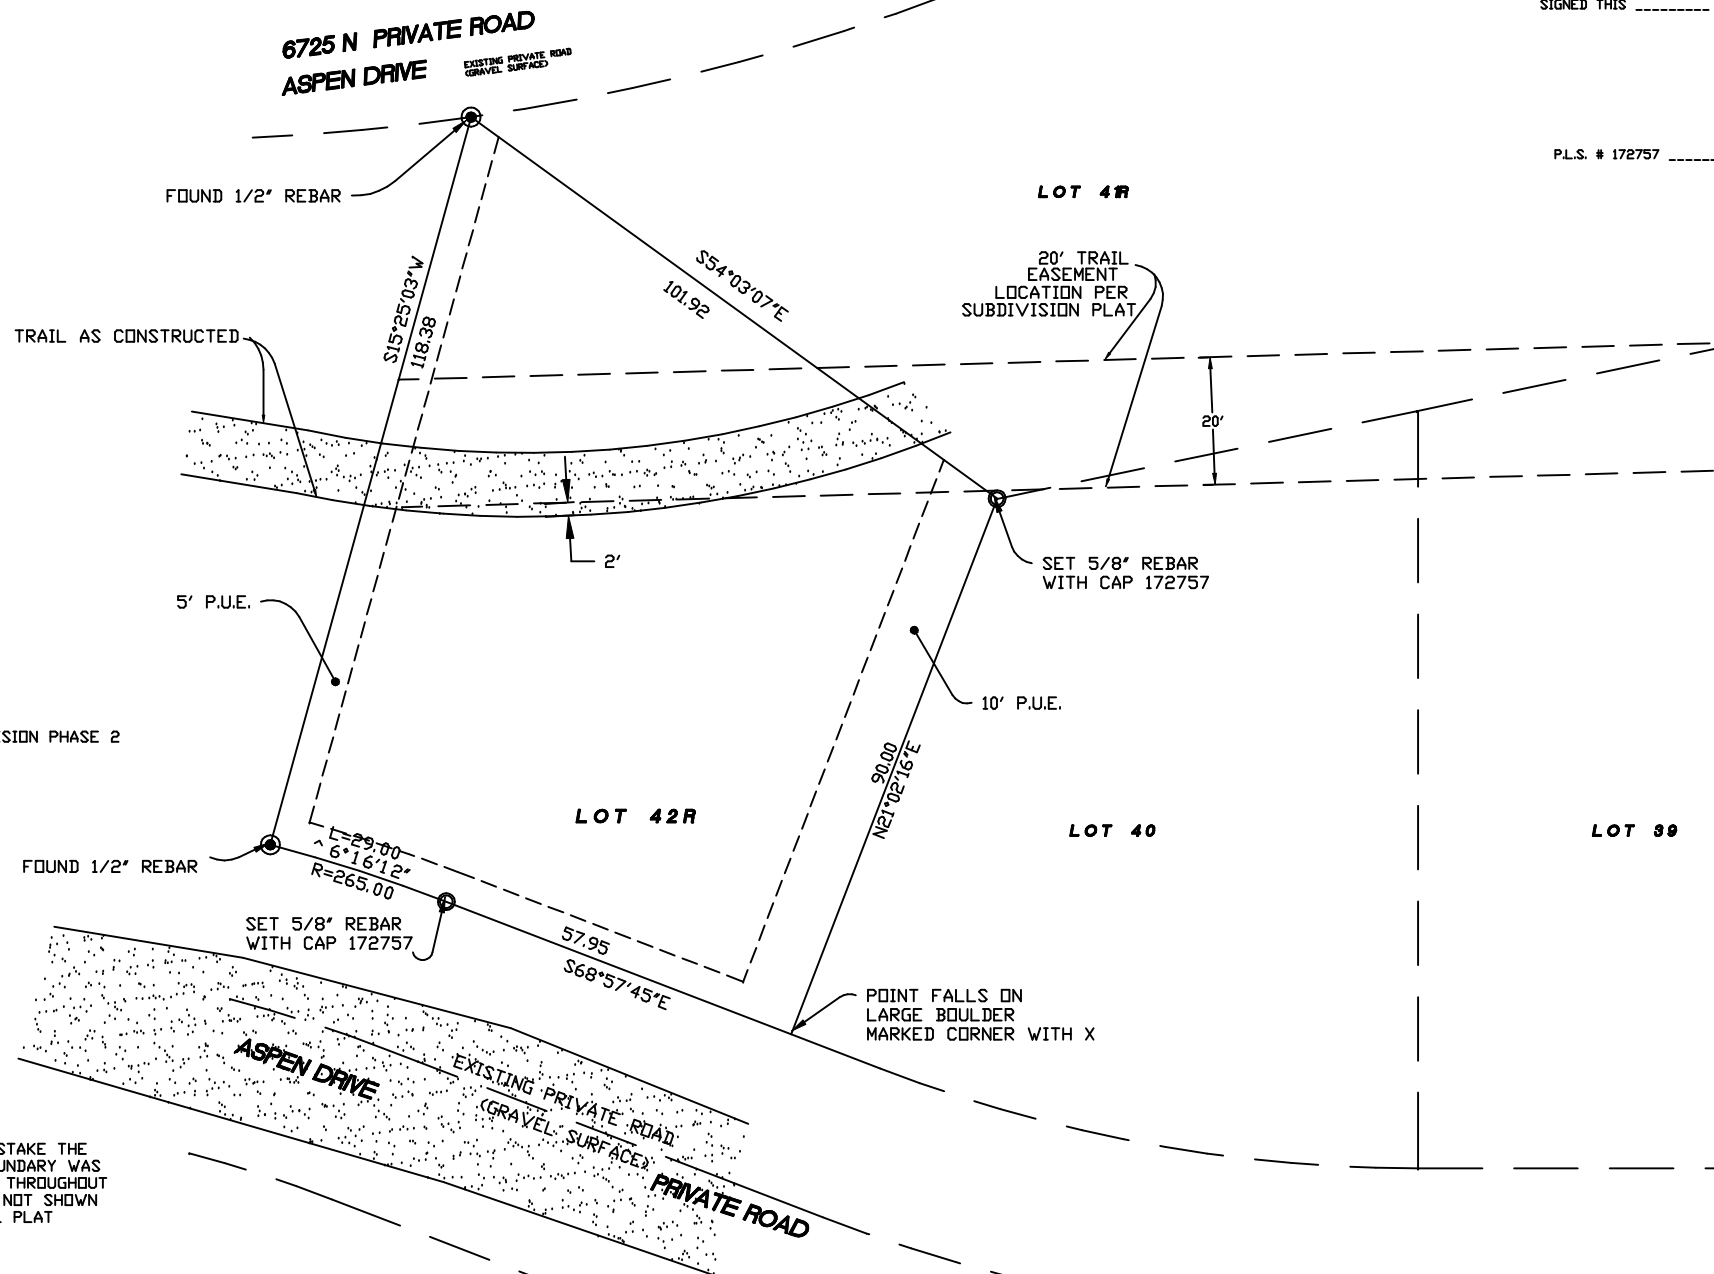 SIGNED THIS _________
6725 N PRIVATE ROAD
ASPEN DRIVE
EXISTING PRIVATE ROAD
(GRAVEL SURFACE)
P.L.S. # 172757 ______
FOUND 1/2" REBAR
LOT 41R
S15°25'03"W
118.38
S54°03'07"E
101.92
20' TRAIL
EASEMENT
LOCATION PER
SUBDIVISION PLAT
TRAIL AS CONSTRUCTED
20'
2'
SET 5/8" REBAR
WITH CAP 172757
5' P.U.E.
10' P.U.E.
SION PHASE 2
90.00
N21°02'16"E
LOT 42R
LOT 40
LOT 39
L=29.00
^ 6°16'12"
R=265.00
FOUND 1/2" REBAR
SET 5/8" REBAR
WITH CAP 172757
57.95
S68°57'45"E
POINT FALLS ON
LARGE BOULDER
MARKED CORNER WITH X
ASPEN DRIVE
EXISTING PRIVATE ROAD
(GRAVEL SURFACE)
PRIVATE ROAD
STAKE THE
UNDARY WAS
THROUGHOUT
NOT SHOWN
PLAT